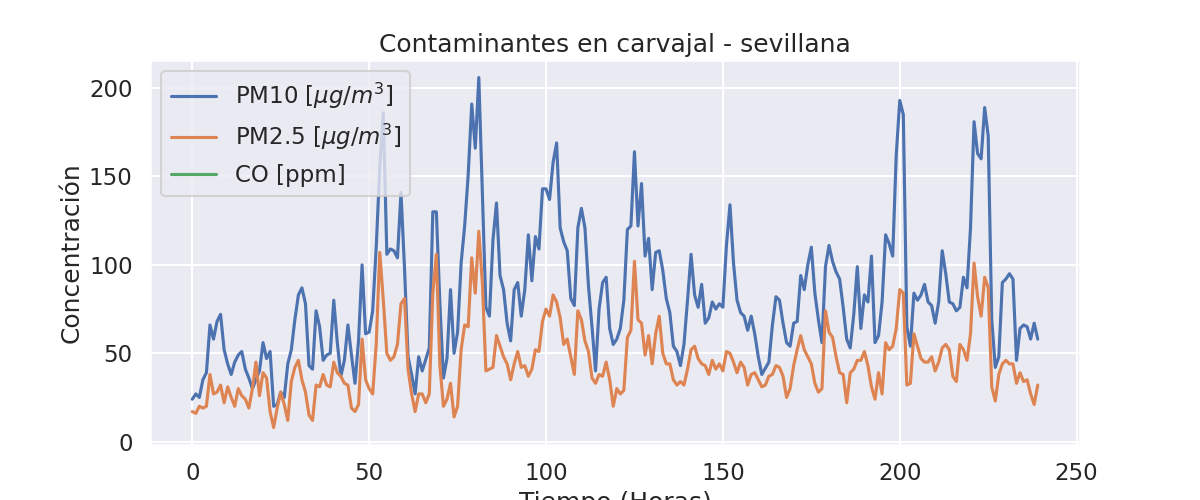 Contaminantes en carvajal - sevillana
PM10 [μg/m³]
PM2.5 [μg/m³]
CO [ppm]
Concentración
200
150
100
50
0
0 50 100 150 200 250
Tiempo (Horas)